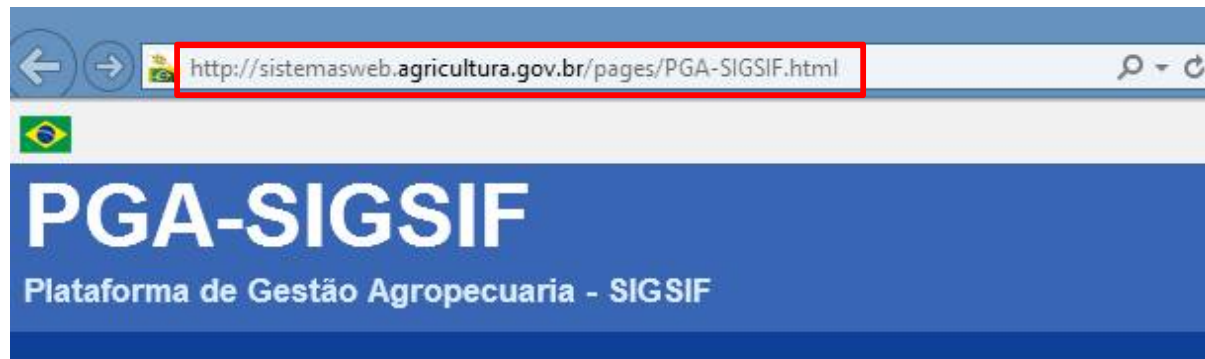 http://sistemasweb.agricultura.gov.br/pages/PGA-SIGSIF.html
PGA-SIGSIF
Plataforma de Gestão Agropecuaria - SIGSIF